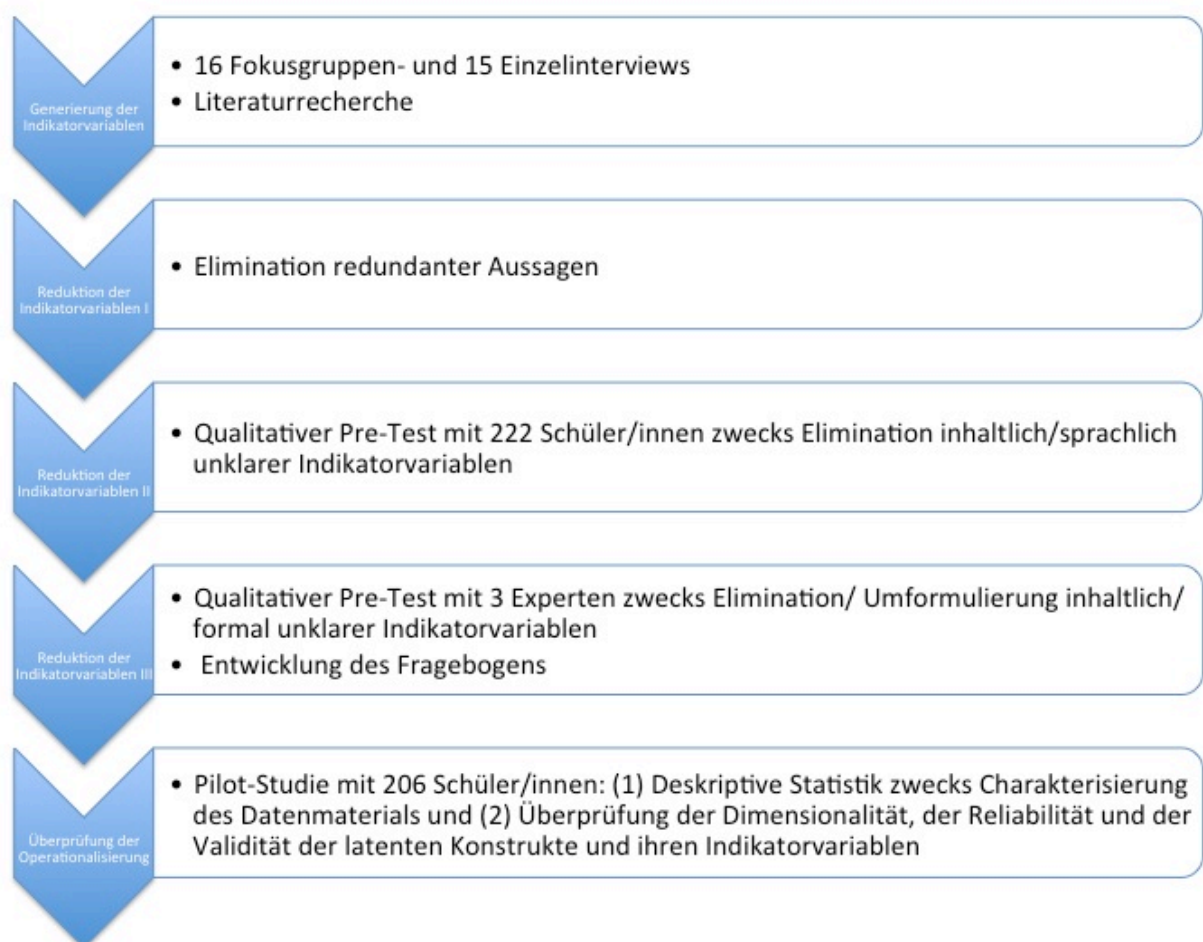 Generierung der
Indikatorvariablen
• 16 Fokusgruppen- und 15 Einzelinterviews
• Literaturrecherche
Reduktion der
Indikatorvariablen I
• Elimination redundanter Aussagen
Reduktion der
Indikatorvariablen II
• Qualitativer Pre-Test mit 222 Schüler/innen zwecks Elimination inhaltlich/sprachlich
unklarer Indikatorvariablen
Reduktion der
Indikatorvariablen III
• Qualitativer Pre-Test mit 3 Experten zwecks Elimination/ Umformulierung inhaltlich/
formal unklarer Indikatorvariablen
• Entwicklung des Fragebogens
Überprüfung der
Operationalisierung
• Pilot-Studie mit 206 Schüler/innen: (1) Deskriptive Statistik zwecks Charakterisierung
des Datenmaterials und (2) Überprüfung der Dimensionalität, der Reliabilität und der
Validität der latenten Konstrukte und ihren Indikatorvariablen